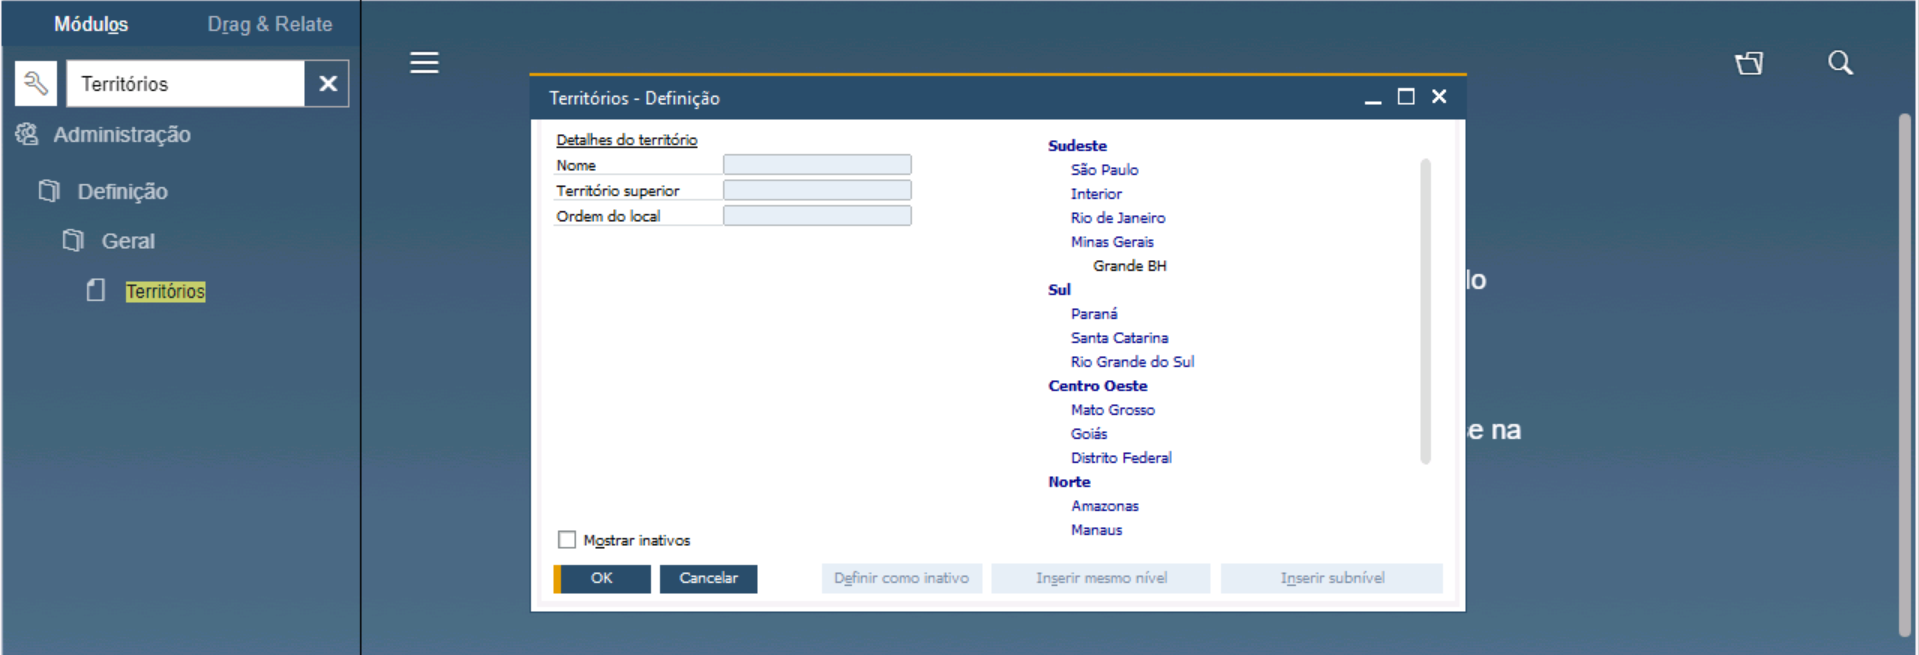 Módulos
Drag & Relate
Territórios
Administração
Definição
Geral
Territórios
Territórios - Definição
Detalhes do território
Nome
Território superior
Ordem do local
Sudeste
São Paulo
Interior
Rio de Janeiro
Minas Gerais
Grande BH
Sul
Paraná
Santa Catarina
Rio Grande do Sul
Centro Oeste
Mato Grosso
Goiás
Distrito Federal
Norte
Amazonas
Manaus
Mostrar inativos
OK
Cancelar
Definir como inativo
Inserir mesmo nível
Inserir subnível
lo
e na